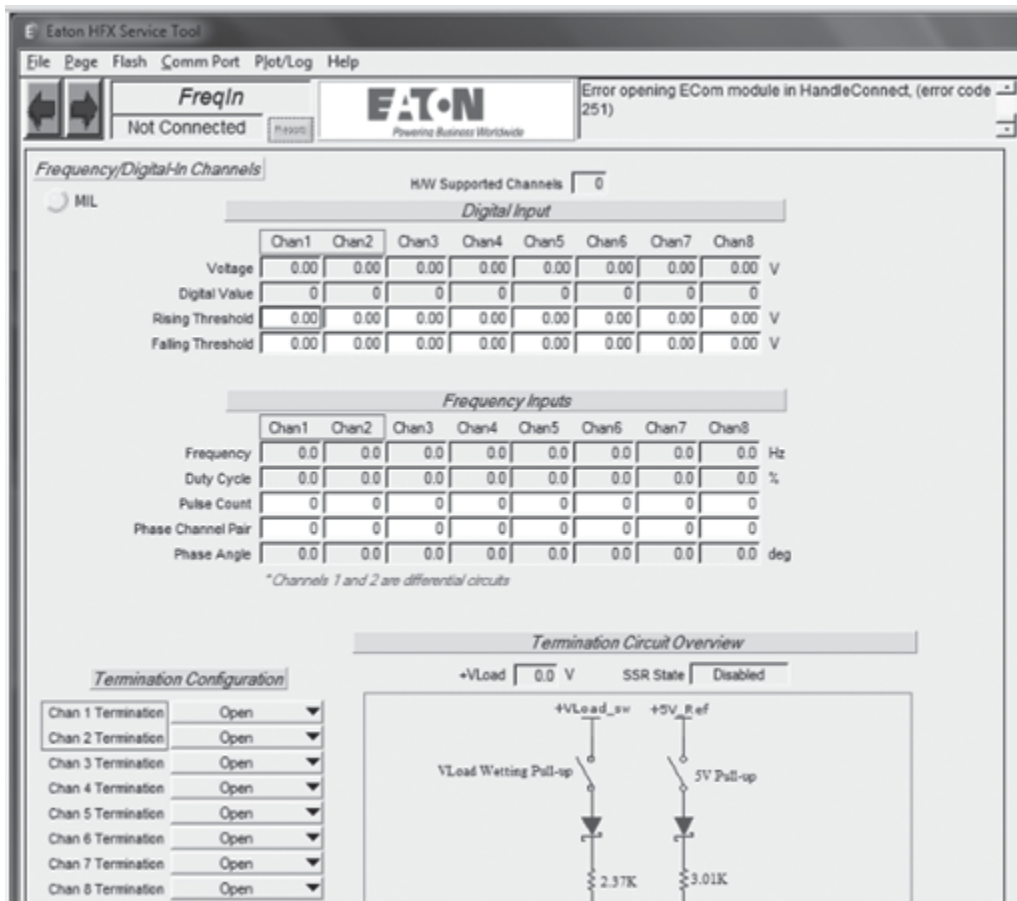 Eaton HFX Service Tool
File Page Flash Comm Port Plot/Log Help
FreqIn
Not Connected
EATON
Powering Business Worldwide
Error opening ECom module in HandleConnect, (error code 251)
Frequency/Digital-In Channels
MIL
H/W Supported Channels 0
Digital Input
Chan1 Chan2 Chan3 Chan4 Chan5 Chan6 Chan7 Chan8
Voltage 0.00 0.00 0.00 0.00 0.00 0.00 0.00 0.00 V
Digital Value 0 0 0 0 0 0 0 0
Rising Threshold 0.00 0.00 0.00 0.00 0.00 0.00 0.00 0.00 V
Falling Threshold 0.00 0.00 0.00 0.00 0.00 0.00 0.00 0.00 V
Frequency Inputs
Chan1 Chan2 Chan3 Chan4 Chan5 Chan6 Chan7 Chan8
Frequency 0.0 0.0 0.0 0.0 0.0 0.0 0.0 0.0 Hz
Duty Cycle 0.0 0.0 0.0 0.0 0.0 0.0 0.0 0.0 %
Pulse Count 0 0 0 0 0 0 0 0
Phase Channel Pair 0 0 0 0 0 0 0 0
Phase Angle 0.0 0.0 0.0 0.0 0.0 0.0 0.0 0.0 deg
*Channels 1 and 2 are differential circuits
Termination Circuit Overview
+VLoad 0.0 V SSR State Disabled
Termination Configuration
Chan 1 Termination Open
Chan 2 Termination Open
Chan 3 Termination Open
Chan 4 Termination Open
Chan 5 Termination Open
Chan 6 Termination Open
Chan 7 Termination Open
Chan 8 Termination Open
+VLoad_sw +5V_Ref
VLoad Wetting Pull-up
5V Pull-up
2.37K
3.01K